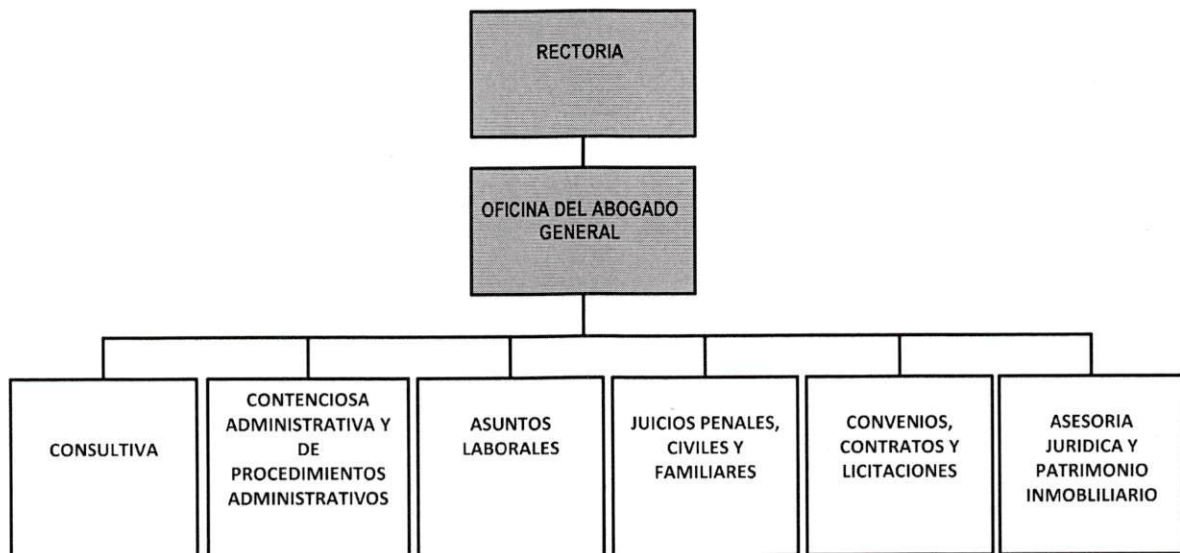 RECTORIA
OFICINA DEL ABOGADO
GENERAL
CONSULTIVA
CONTENCIOSA
ADMINISTRATIVA Y
DE
PROCEDIMIENTOS
ADMINISTRATIVOS
ASUNTOS
LABORALES
JUICIOS PENALES,
CIVILES Y
FAMILIARES
CONVENIOS,
CONTRATOS Y
LICITACIONES
ASESORIA
JURIDICA Y
PATRIMONIO
INMOBLILIARIO